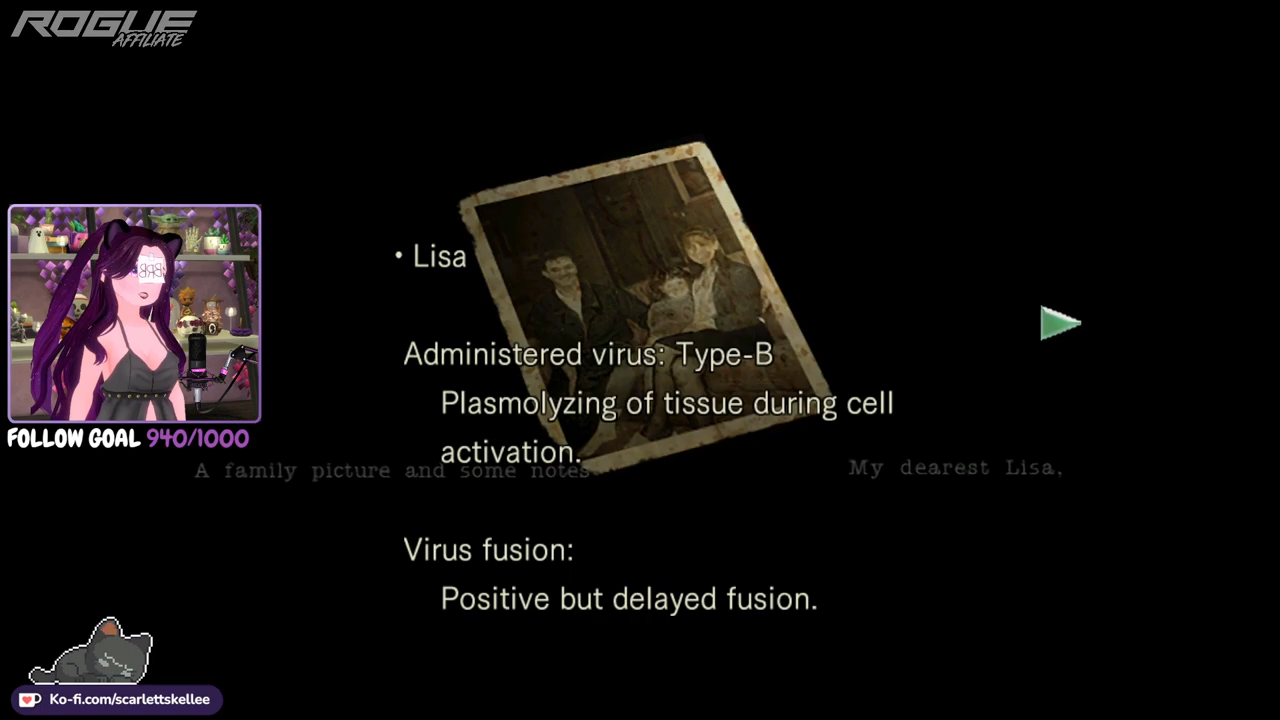 ROGUE
AFFILIATE
• Lisa
Administered virus: Type-B
Plasmolyzing of tissue during cell
activation.
A family picture and some notes
My dearest Lisa,
Virus fusion:
Positive but delayed fusion.
BRB
FOLLOW GOAL 940/1000
Ko-fi.com/scarlettskellee